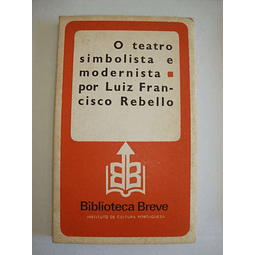 O teatro
simbolista e
modernista
por Luiz Fran-
cisco Rebello
Biblioteca Breve
INSTITUTO DE CULTURA PORTUGUESA